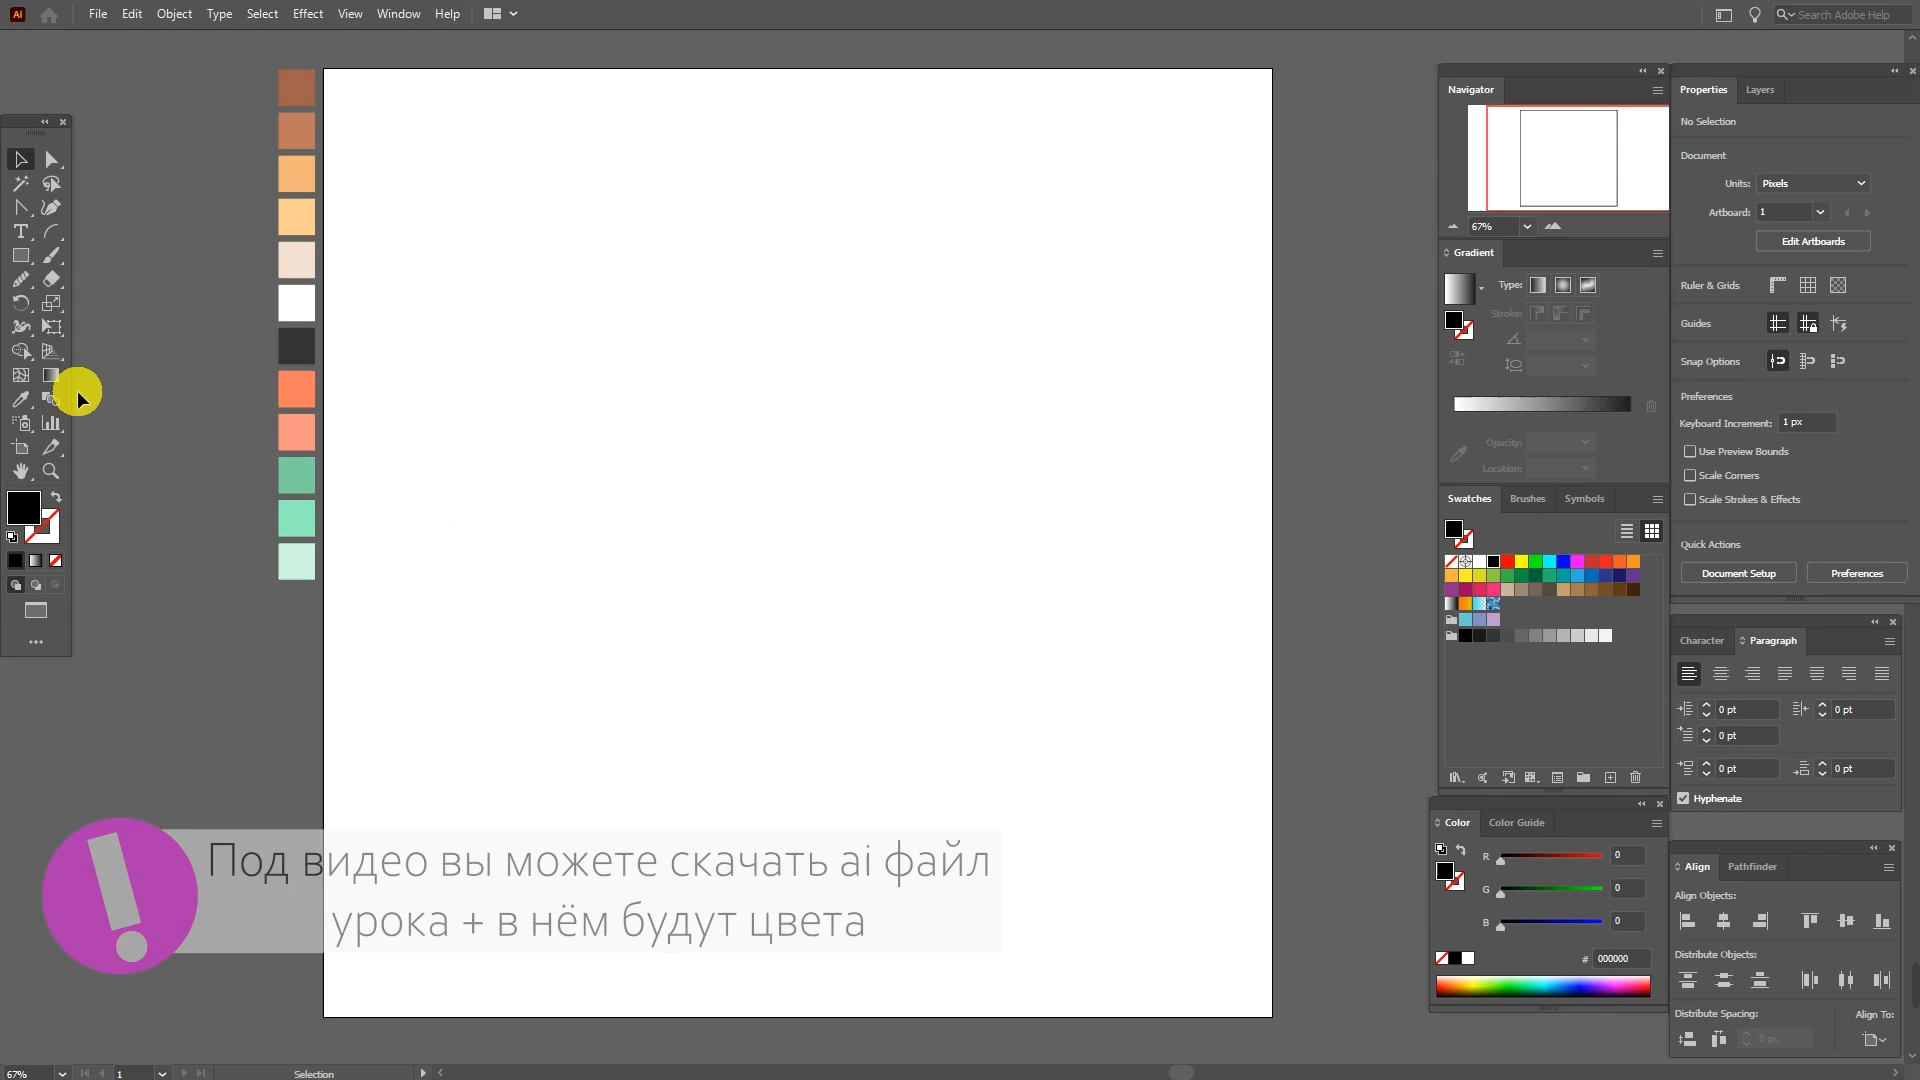 Ai File Edit Object Type Select Effect View Window Help Search Adobe Help
Navigator
67%
Gradient
Type:
Stroke:
Opacity:
Location:
Swatches Brushes Symbols
Color Color Guide
R 0
G 0
B 0
# 000000
Properties Layers
No Selection
Document
Units: Pixels
Artboard: 1
Edit Artboards
Ruler & Grids
Guides
Snap Options
Preferences
Keyboard Increment: 1 px
Use Preview Bounds
Scale Corners
Scale Strokes & Effects
Quick Actions
Document Setup Preferences
Character Paragraph
0 pt 0 pt
0 pt
0 pt 0 pt
Hyphenate
Align Pathfinder
Align Objects:
Distribute Objects:
Distribute Spacing: Align To:
0 px
Под видео вы можете скачать ai файл
урока + в нём будут цвета
67% 1 Selection